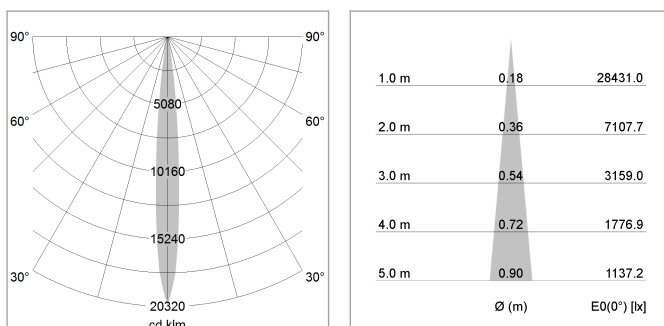 90° 90°
5080
60° 60°
10160
15240
30° 30°
20320
cd klm
1.0 m 0.18 28431.0
2.0 m 0.36 7107.7
3.0 m 0.54 3159.0
4.0 m 0.72 1776.9
5.0 m 0.90 1137.2
Ø (m) E0(0°) [lx]